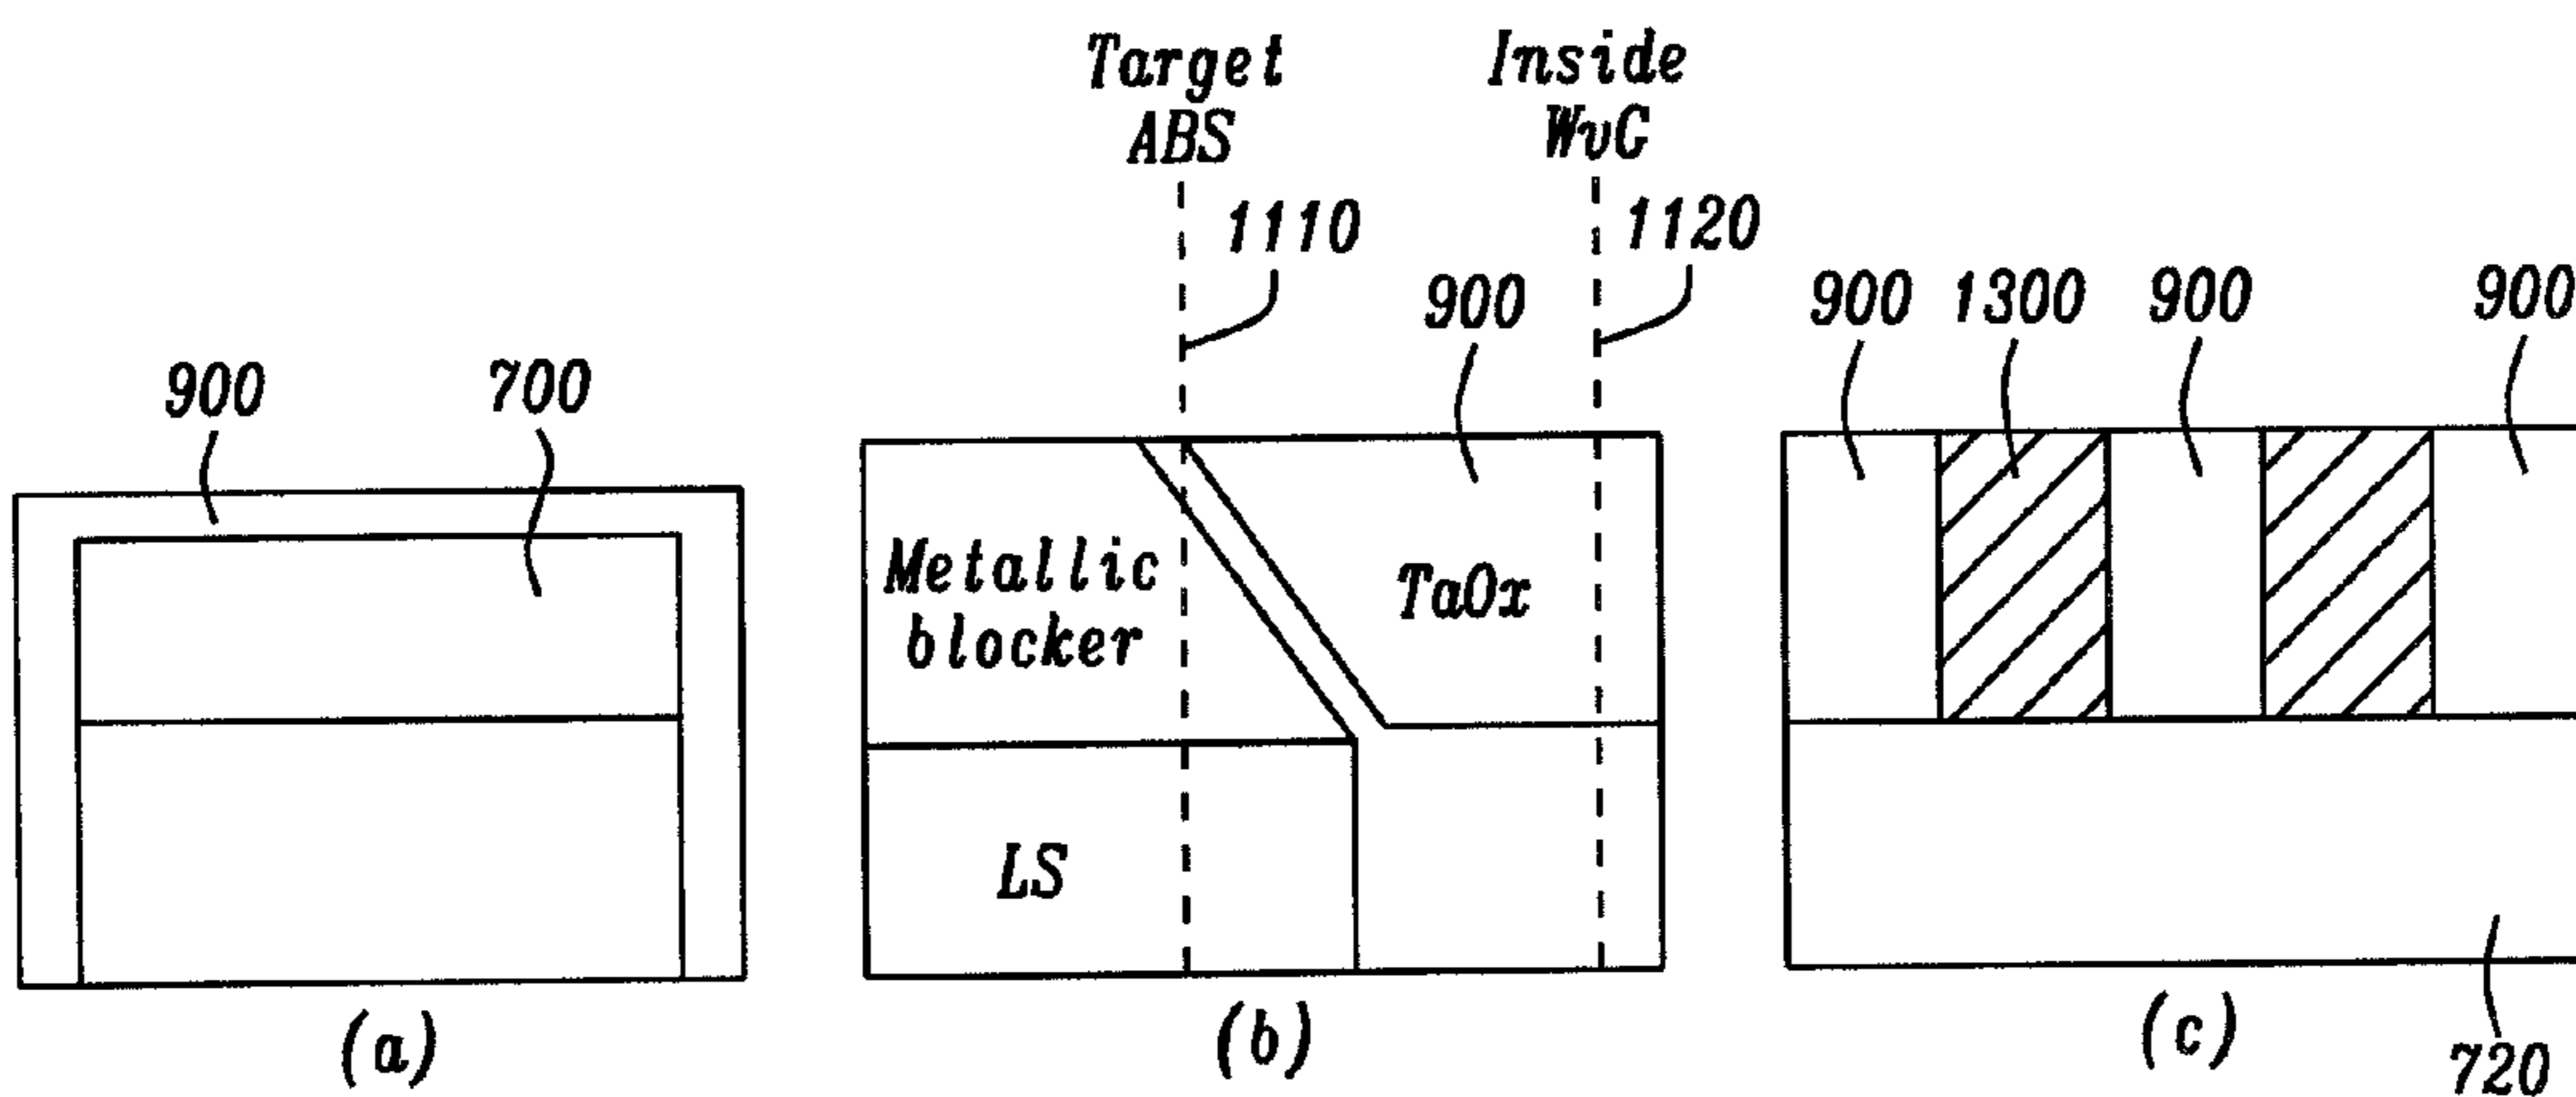 Target
ABS
Inside
WvG
1110
1120
900
700
900
900
1300
900
900
Metallic
blocker
TaOx
LS
(a)
(b)
(c)
720